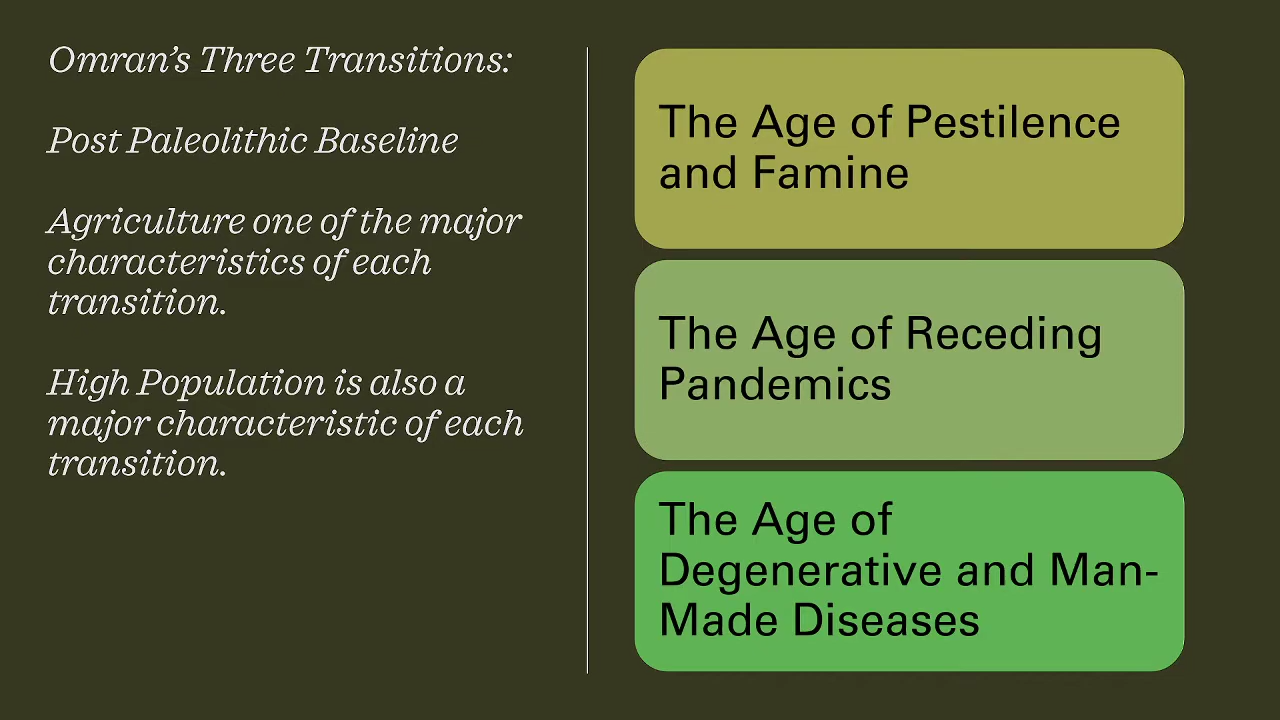 Omran’s Three Transitions:
Post Paleolithic Baseline
Agriculture one of the major
characteristics of each
transition.
High Population is also a
major characteristic of each
transition.
The Age of Pestilence
and Famine
The Age of Receding
Pandemics
The Age of
Degenerative and Man-
Made Diseases